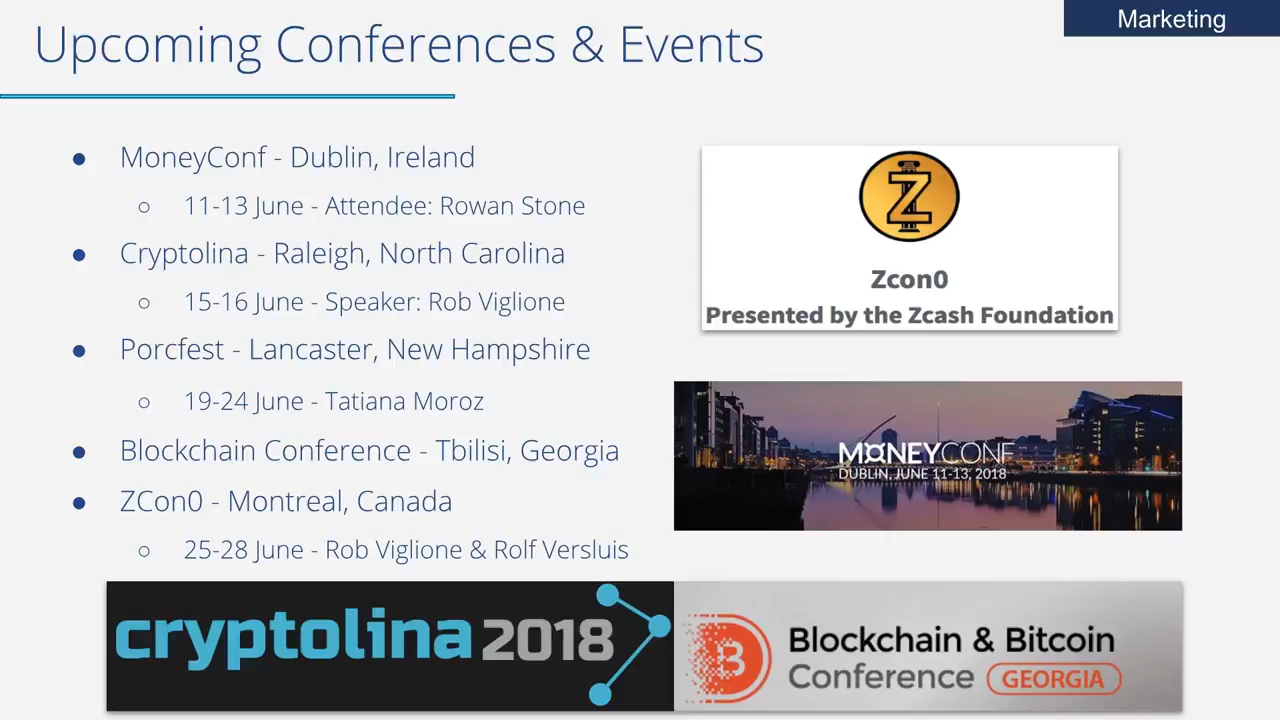 Marketing
Upcoming Conferences & Events
● MoneyConf - Dublin, Ireland
○ 11-13 June - Attendee: Rowan Stone
● Cryptolina - Raleigh, North Carolina
○ 15-16 June - Speaker: Rob Viglione
● Porcfest - Lancaster, New Hampshire
○ 19-24 June - Tatiana Moroz
● Blockchain Conference - Tbilisi, Georgia
● ZCon0 - Montreal, Canada
○ 25-28 June - Rob Viglione & Rolf Versluis
Z
Zcon0
Presented by the Zcash Foundation
MONEYCONF
DUBLIN, JUNE 11-13, 2018
cryptolina 2018
B
Blockchain & Bitcoin
Conference GEORGIA